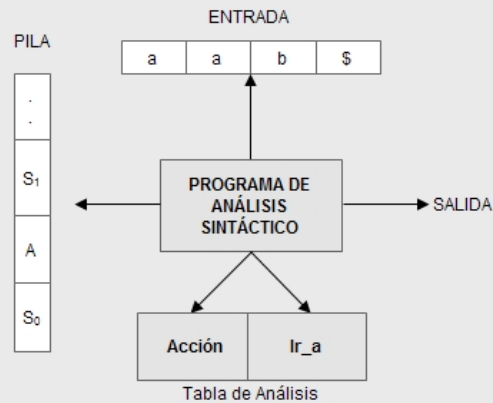 ENTRADA
PILA
a a b $
.
.
S1
A
S0
PROGRAMA DE
ANÁLISIS
SINTÁCTICO
SALIDA
Acción Ir_a
Tabla de Análisis